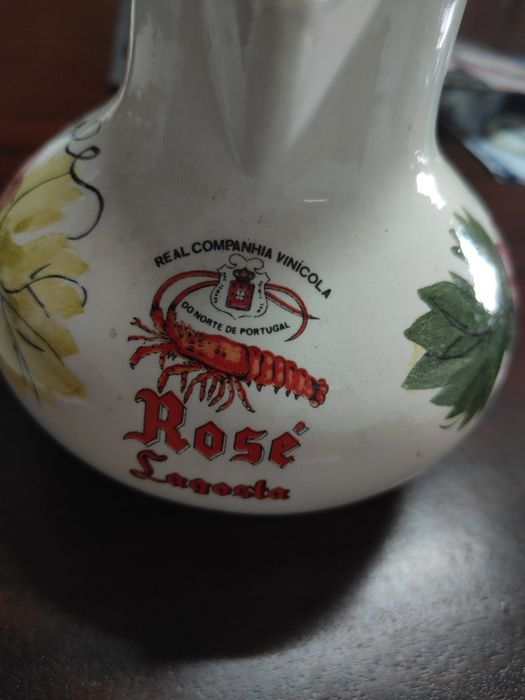 REAL COMPANHIA VINÍCOLA
DO NORTE DE PORTUGAL
Rosé
Lagosta